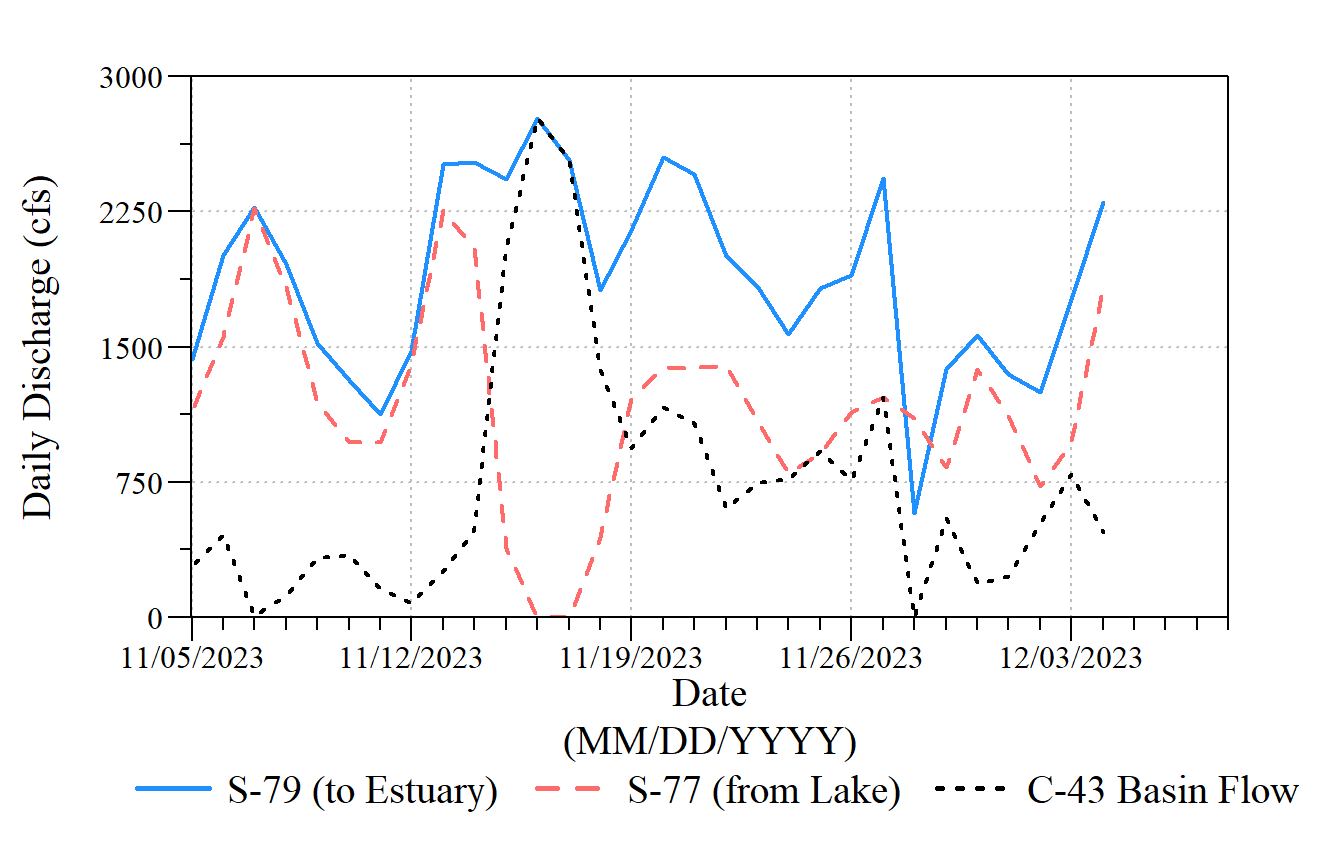 3000
2250
1500
750
0
Daily Discharge (cfs)
11/05/2023 11/12/2023 11/19/2023 11/26/2023 12/03/2023
Date
(MM/DD/YYYY)
S-79 (to Estuary) S-77 (from Lake) C-43 Basin Flow